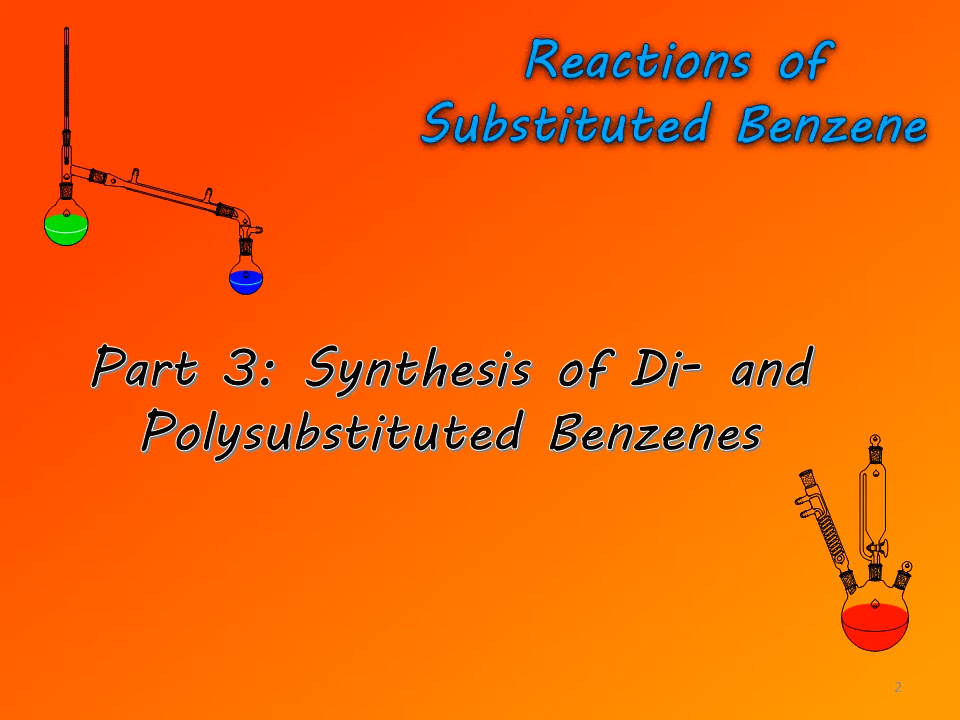 Reactions of
Substituted Benzene
Part 3: Synthesis of Di- and
Polysubstituted Benzenes
2